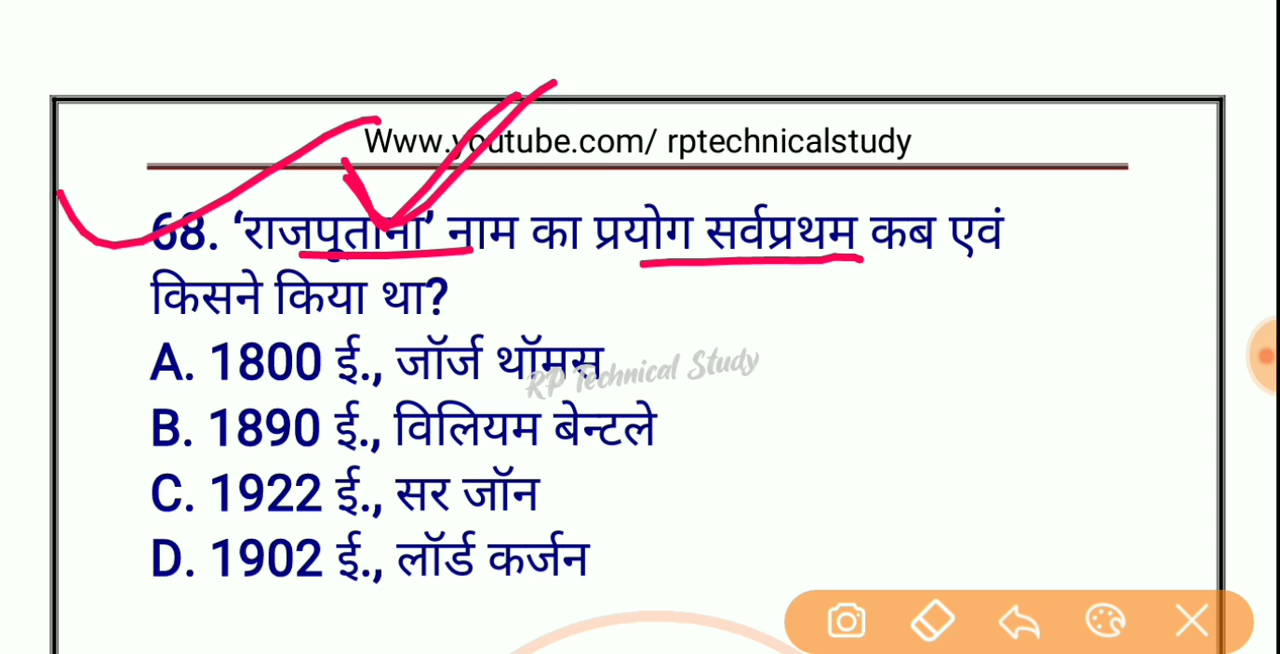 Www.youtube.com/ rptechnicalstudy
68. ‘राजपूताना’ नाम का प्रयोग सर्वप्रथम कब एवं
किसने किया था?
A. 1800 ई., जॉर्ज थॉमस
RP Technical Study
B. 1890 ई., विलियम बेन्टले
C. 1922 ई., सर जॉन
D. 1902 ई., लॉर्ड कर्जन